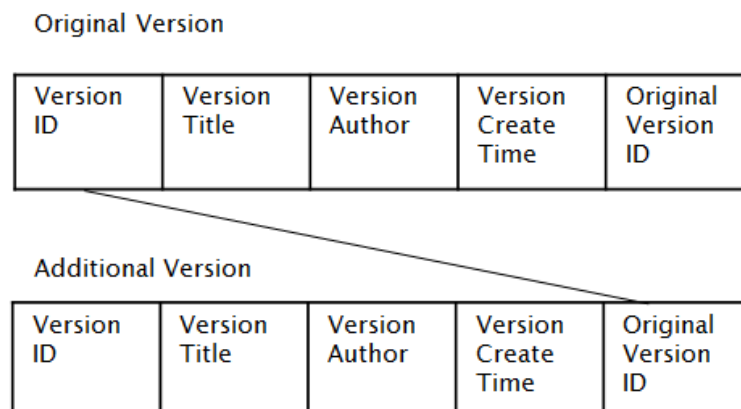 Original Version
Version Version Version Version Original
ID Title Author Create Version
Time ID
Additional Version
Version Version Version Version Original
ID Title Author Create Version
Time ID